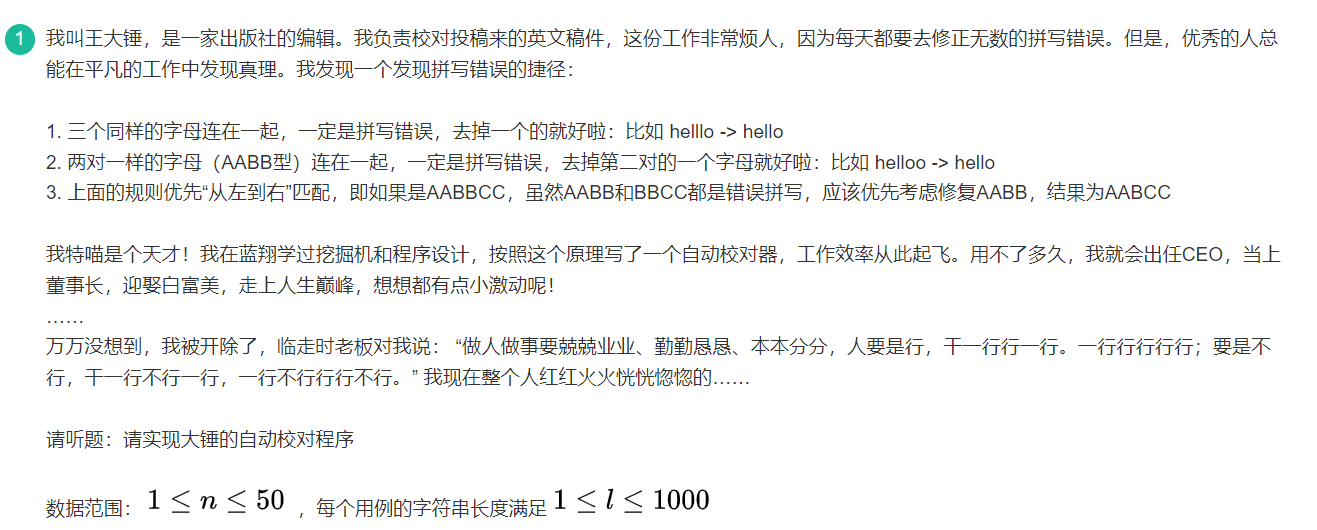 1 我叫王大锤，是一家出版社的编辑。我负责校对投稿来的英文稿件，这份工作非常烦人，因为每天都要去修正无数的拼写错误。但是，优秀的人总
能在平凡的工作中发现真理。我发现一个发现拼写错误的捷径：
1. 三个同样的字母连在一起，一定是拼写错误，去掉一个的就好啦：比如 helllo -> hello
2. 两对一样的字母（AABB型）连在一起，一定是拼写错误，去掉第二对的一个字母就好啦：比如 helloo -> hello
3. 上面的规则优先“从左到右”匹配，即如果是AABBCC，虽然AABB和BBCC都是错误拼写，应该优先考虑修复AABB，结果为AABCC
我特喵是个天才！我在蓝翔学过挖掘机和程序设计，按照这个原理写了一个自动校对器，工作效率从此起飞。用不了多久，我就会出任CEO，当上
董事长，迎娶白富美，走上人生巅峰，想想都有点小激动呢！
……
万万没想到，我被开除了，临走时老板对我说： “做人做事要兢兢业业、勤勤恳恳、本本分分，人要是行，干一行行一行。一行行行行行；要是不
行，干一行不行一行，一行不行行行不行。” 我现在整个人红红火火恍恍惚惚的……
请听题：请实现大锤的自动校对程序
数据范围： 1 ≤ n ≤ 50 ，每个用例的字符串长度满足 1 ≤ l ≤ 1000